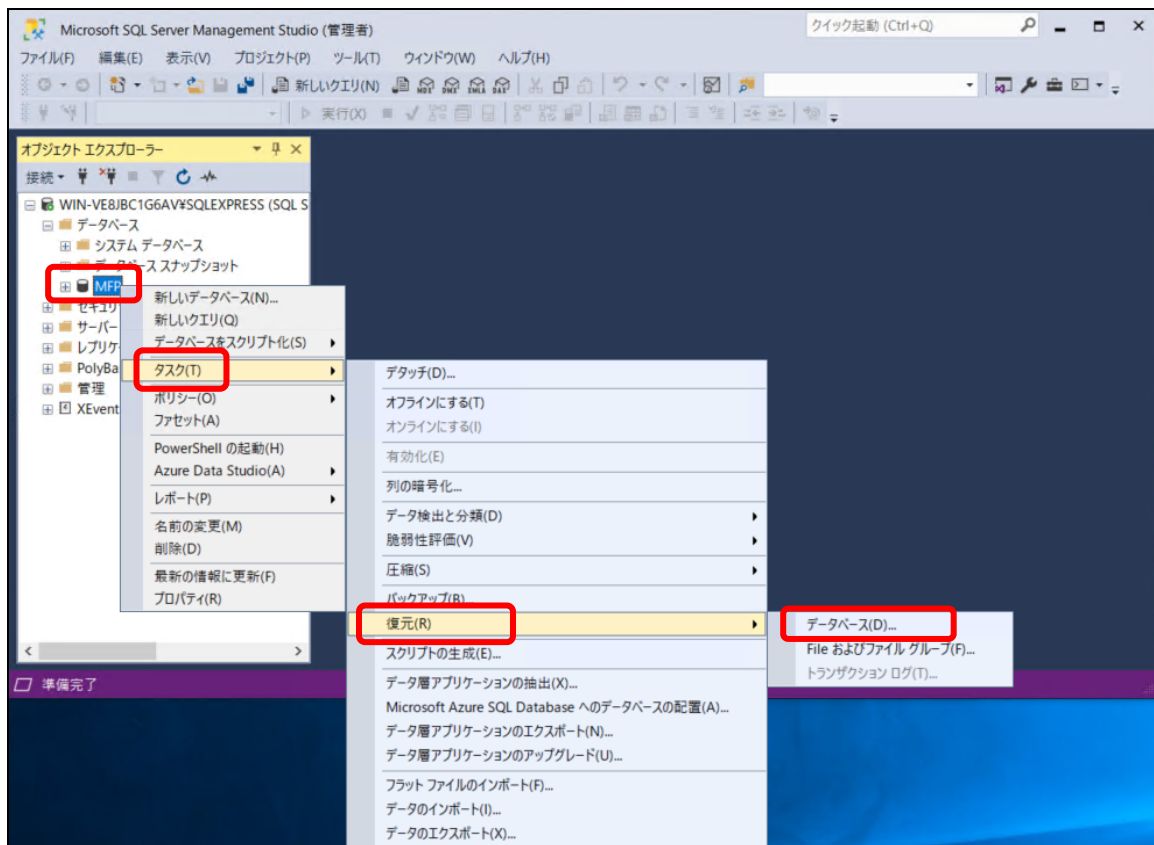 Microsoft SQL Server Management Studio (管理者)
クイック起動 (Ctrl+Q)
ファイル(F) 編集(E) 表示(V) プロジェクト(P) ツール(T) ウィンドウ(W) ヘルプ(H)
新しいクエリ(N)
実行(X)
オブジェクト エクスプローラー
接続
WIN-VE8JBC1G6AV¥SQLEXPRESS (SQL S
データベース
システム データベース
データベース スナップショット
MFP
セキュリ
サーバー
レプリケ
PolyBa
管理
XEvent
新しいデータベース(N)...
新しいクエリ(Q)
データベースをスクリプト化(S)
タスク(T)
ポリシー(O)
ファセット(A)
PowerShell の起動(H)
Azure Data Studio(A)
レポート(P)
名前の変更(M)
削除(D)
最新の情報に更新(F)
プロパティ(R)
デタッチ(D)...
オフラインにする(T)
オンラインにする(I)
有効化(E)
列の暗号化...
データ検出と分類(D)
脆弱性評価(V)
圧縮(S)
バックアップ(B)...
復元(R)
スクリプトの生成(E)...
データ層アプリケーションの抽出(X)...
Microsoft Azure SQL Database へのデータベースの配置(A)...
データ層アプリケーションのエクスポート(N)...
データ層アプリケーションのアップグレード(U)...
フラット ファイルのインポート(F)...
データのインポート(I)...
データのエクスポート(X)...
データベース(D)...
File およびファイル グループ(F)...
トランザクション ログ(T)...
準備完了